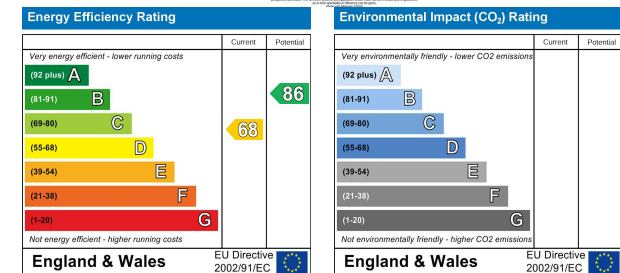 Energy Efficiency Rating
Current Potential
Very energy efficient - lower running costs
(92 plus) A
(81-91) B
(69-80) C
(55-68) D
(39-54) E
(21-38) F
(1-20) G
68
86
Not energy efficient - higher running costs
England & Wales
EU Directive
2002/91/EC
Environmental Impact (CO2) Rating
Current Potential
Very environmentally friendly - lower CO2 emissions
(92 plus) A
(81-91) B
(69-80) C
(55-68) D
(39-54) E
(21-38) F
(1-20) G
Not environmentally friendly - higher CO2 emissions
England & Wales
EU Directive
2002/91/EC